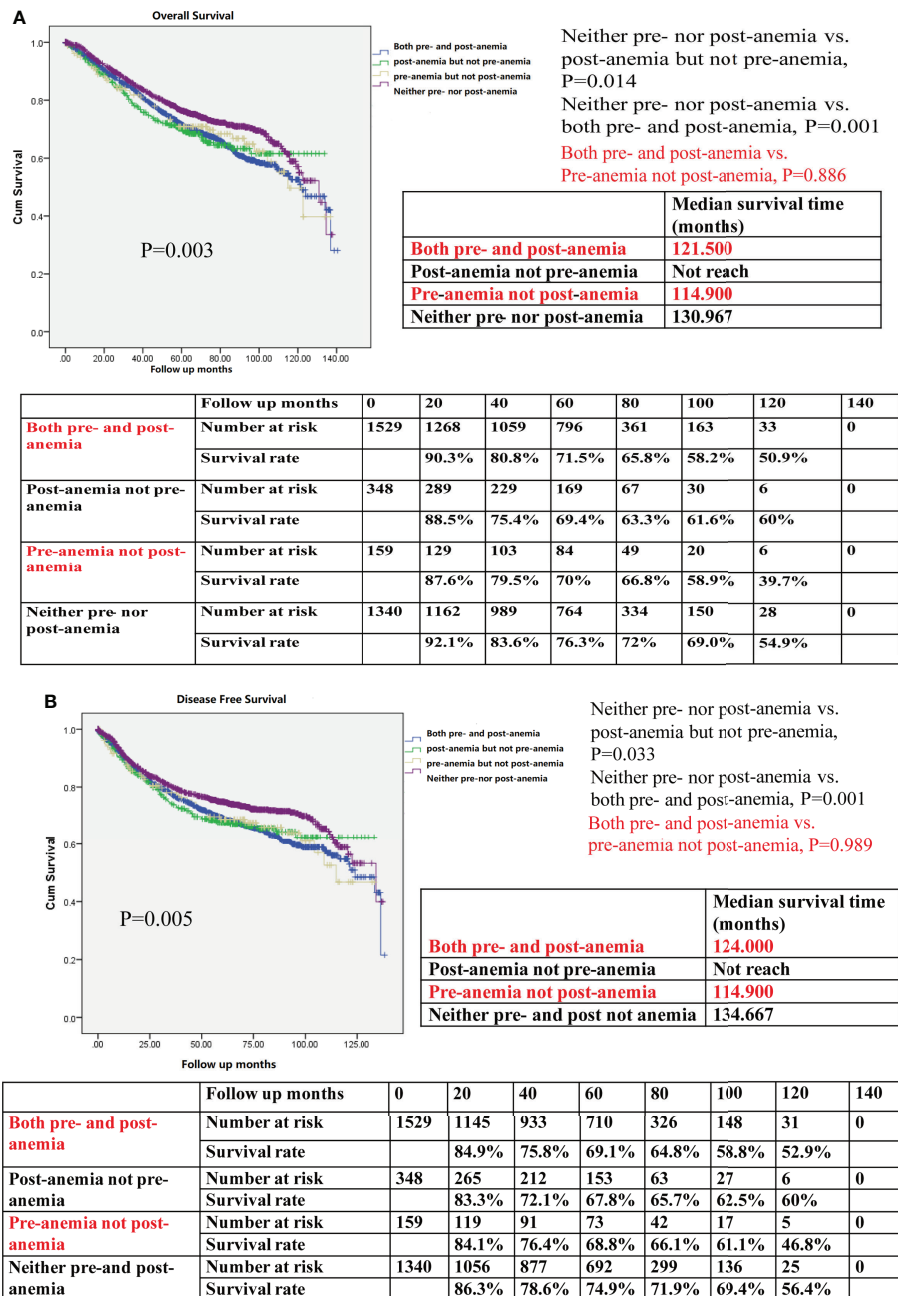 A
Overall Survival
Cum Survival
1.0
0.8
0.6
0.4
0.2
0.0
P=0.003
.00 20.00 40.00 60.00 80.00 100.00 120.00 140.00
Follow up months
Both pre- and post-anemia
post-anemia but not pre-anemia
pre-anemia but not post-anemia
Neither pre- nor post-anemia
Neither pre- nor post-anemia vs.
post-anemia but not pre-anemia,
P=0.014
Neither pre- nor post-anemia vs.
both pre- and post-anemia, P=0.001
Both pre- and post-anemia vs.
Pre-anemia not post-anemia, P=0.886
Median survival time
(months)
Both pre- and post-anemia 121.500
Post-anemia not pre-anemia Not reach
Pre-anemia not post-anemia 114.900
Neither pre- nor post-anemia 130.967
Follow up months 0 20 40 60 80 100 120 140
Both pre- and post-
anemia
Number at risk 1529 1268 1059 796 361 163 33 0
Survival rate 90.3% 80.8% 71.5% 65.8% 58.2% 50.9%
Post-anemia not pre-
anemia
Number at risk 348 289 229 169 67 30 6 0
Survival rate 88.5% 75.4% 69.4% 63.3% 61.6% 60%
Pre-anemia not post-
anemia
Number at risk 159 129 103 84 49 20 6 0
Survival rate 87.6% 79.5% 70% 66.8% 58.9% 39.7%
Neither pre- nor
post-anemia
Number at risk 1340 1162 989 764 334 150 28 0
Survival rate 92.1% 83.6% 76.3% 72% 69.0% 54.9%
B
Disease Free Survival
Cum Survival
1.0
0.8
0.6
0.4
0.2
0.0
P=0.005
.00 25.00 50.00 75.00 100.00 125.00
Follow up months
Both pre- and post-anemia
post-anemia but not pre-anemia
pre-anemia but not post-anemia
Neither pre-nor post-anemia
Neither pre- nor post-anemia vs.
post-anemia but not pre-anemia,
P=0.033
Neither pre- nor post-anemia vs.
both pre- and post-anemia, P=0.001
Both pre- and post-anemia vs.
pre-anemia not post-anemia, P=0.989
Median survival time
(months)
Both pre- and post-anemia 124.000
Post-anemia not pre-anemia Not reach
Pre-anemia not post-anemia 114.900
Neither pre- and post not anemia 134.667
Follow up months 0 20 40 60 80 100 120 140
Both pre- and post-
anemia
Number at risk 1529 1145 933 710 326 148 31 0
Survival rate 84.9% 75.8% 69.1% 64.8% 58.8% 52.9%
Post-anemia not pre-
anemia
Number at risk 348 265 212 153 63 27 6 0
Survival rate 83.3% 72.1% 67.8% 65.7% 62.5% 60%
Pre-anemia not post-
anemia
Number at risk 159 119 91 73 42 17 5 0
Survival rate 84.1% 76.4% 68.8% 66.1% 61.1% 46.8%
Neither pre-and post-
anemia
Number at risk 1340 1056 877 692 299 136 25 0
Survival rate 86.3% 78.6% 74.9% 71.9% 69.4% 56.4%